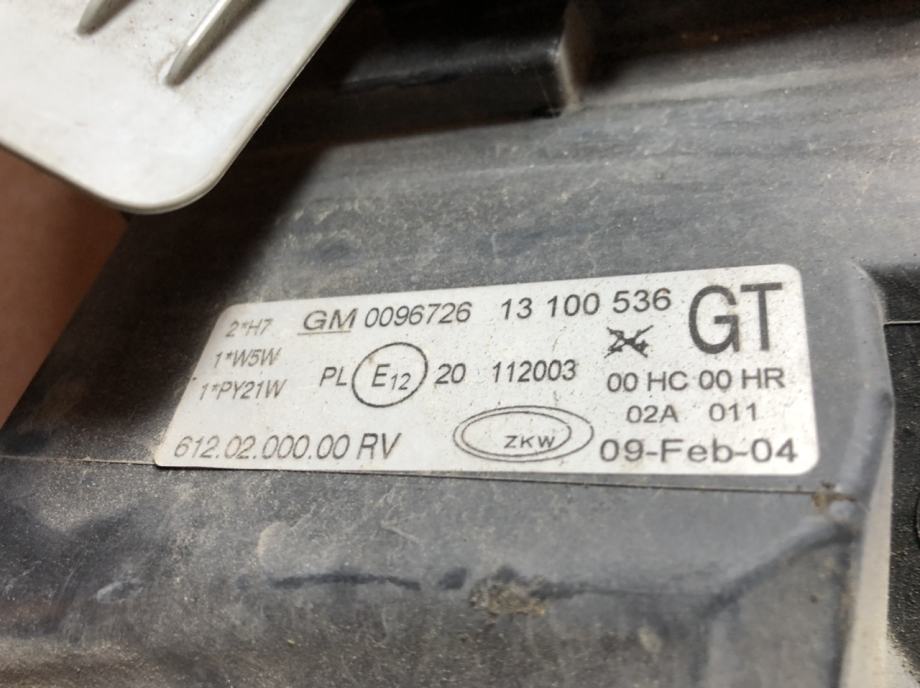 2*H7 GM 0096726 13 100 536 GT
1*W5W
1*PY21W PL E12 20 112003 00 HC 00 HR
02A 011
612.02.000.00 RV ZKW 09-Feb-04